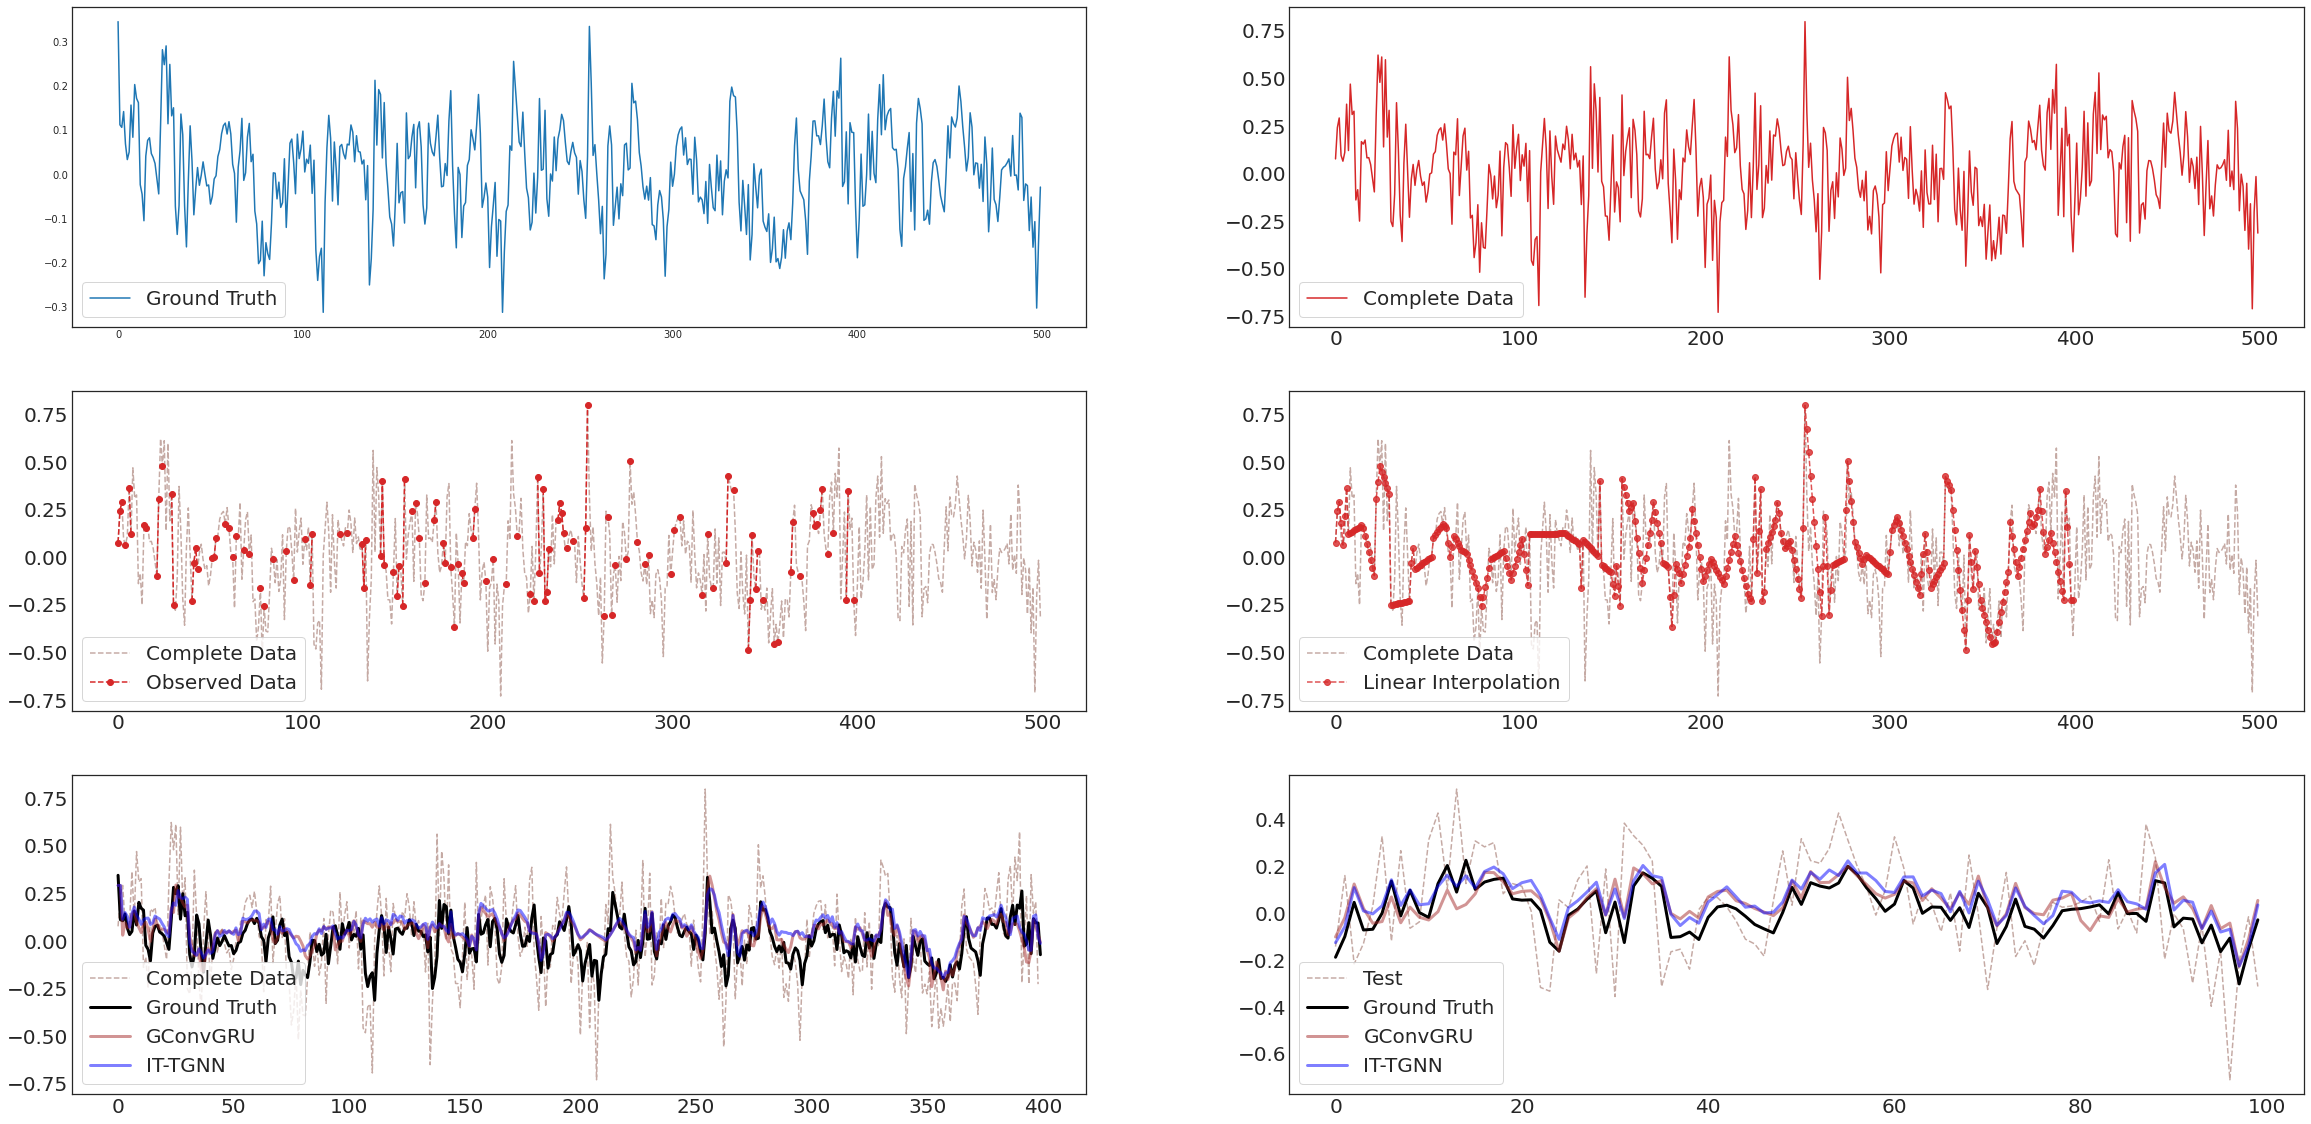 0.3
0.2
0.1
0.0
−0.1
−0.2
−0.3
Ground Truth
0 100 200 300 400 500
0.75
0.50
0.25
0.00
−0.25
−0.50
−0.75
Complete Data
0 100 200 300 400 500
0.75
0.50
0.25
0.00
−0.25
−0.50
−0.75
Complete Data
Observed Data
0 100 200 300 400 500
0.75
0.50
0.25
0.00
−0.25
−0.50
−0.75
Complete Data
Linear Interpolation
0 100 200 300 400 500
0.75
0.50
0.25
0.00
−0.25
−0.50
−0.75
Complete Data
Ground Truth
GConvGRU
IT-TGNN
0 50 100 150 200 250 300 350 400
0.4
0.2
0.0
−0.2
−0.4
−0.6
Test
Ground Truth
GConvGRU
IT-TGNN
0 20 40 60 80 100